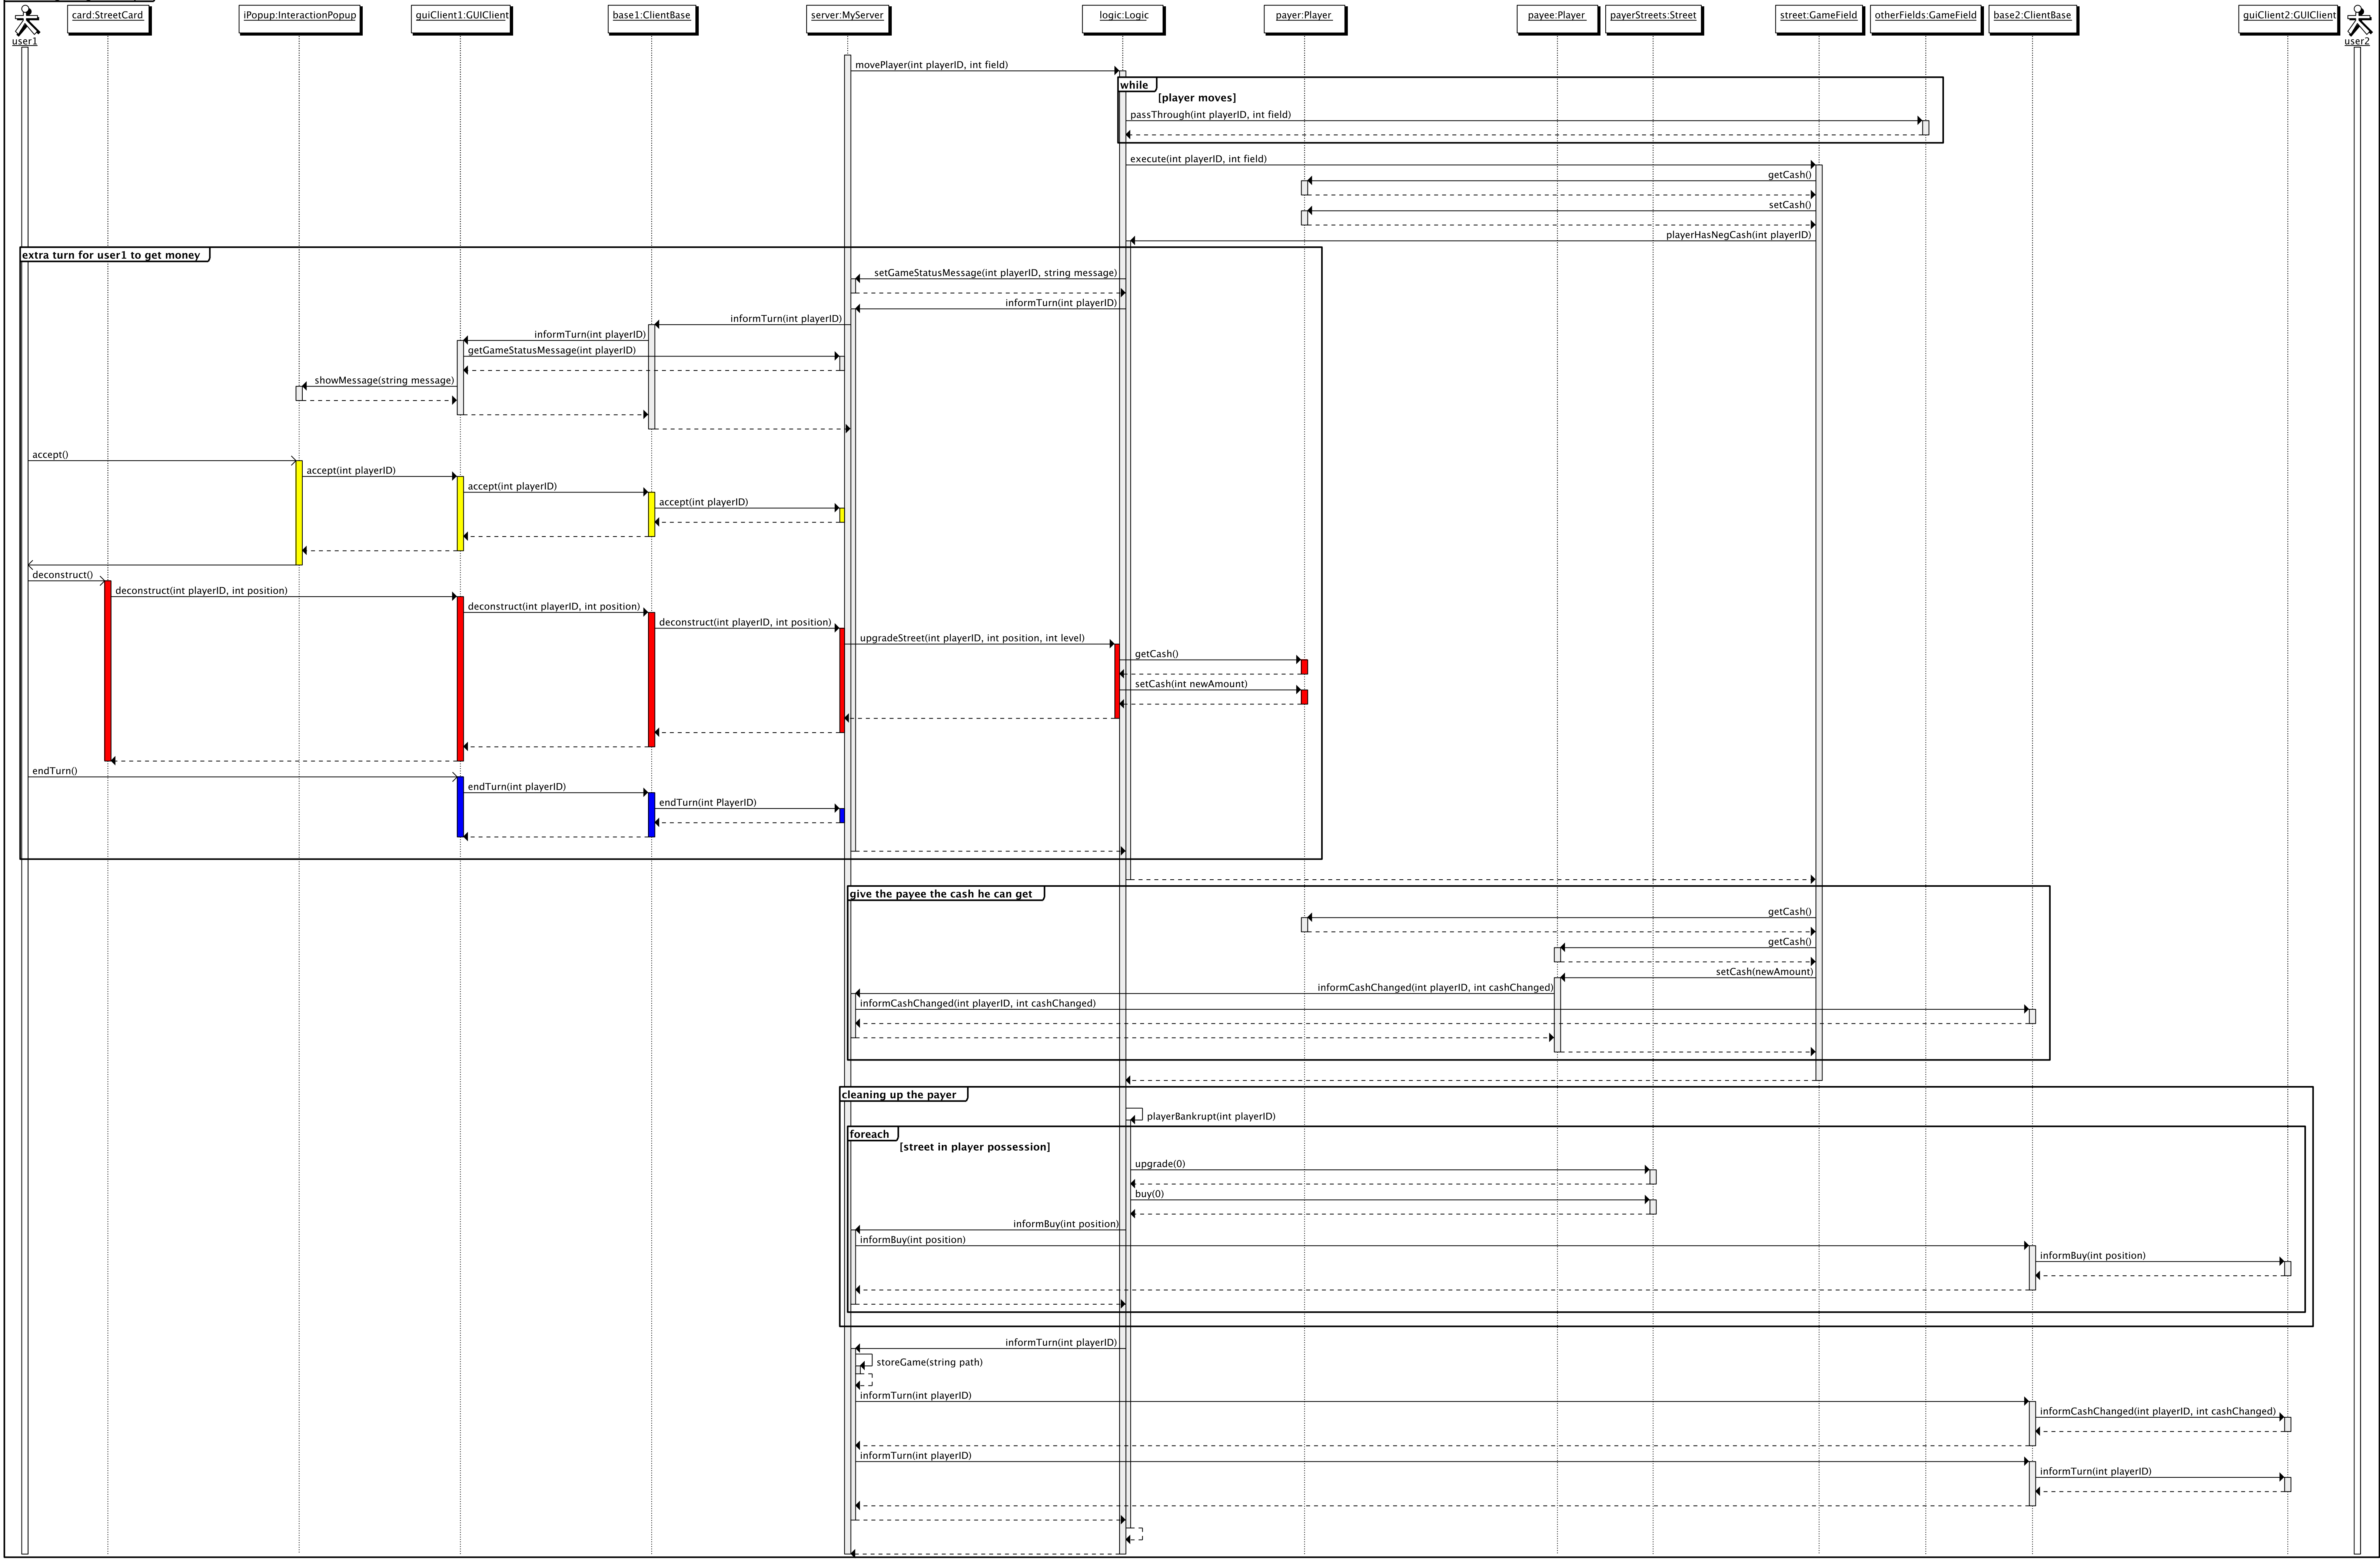 card:StreetCard
iPopup:InteractionPopup
guiClient1:GUIClient
base1:ClientBase
server:MyServer
logic:Logic
payer:Player
payee:Player
payerStreets:Street
street:GameField
otherFields:GameField
base2:ClientBase
guiClient2:GUIClient
user1
user2
movePlayer(int playerID, int field)
while
[player moves]
passThrough(int playerID, int field)
execute(int playerID, int field)
getCash()
setCash()
playerHasNegCash(int playerID)
extra turn for user1 to get money
setGameStatusMessage(int playerID, string message)
informTurn(int playerID)
informTurn(int playerID)
informTurn(int playerID)
getGameStatusMessage(int playerID)
showMessage(string message)
accept()
accept(int playerID)
accept(int playerID)
accept(int playerID)
deconstruct()
deconstruct(int playerID, int position)
deconstruct(int playerID, int position)
deconstruct(int playerID, int position)
upgradeStreet(int playerID, int position, int level)
getCash()
setCash(int newAmount)
endTurn()
endTurn(int playerID)
endTurn(int PlayerID)
give the payee the cash he can get
getCash()
getCash()
setCash(newAmount)
informCashChanged(int playerID, int cashChanged)
informCashChanged(int playerID, int cashChanged)
cleaning up the payer
playerBankrupt(int playerID)
foreach
[street in player possession]
upgrade(0)
buy(0)
informBuy(int position)
informBuy(int position)
informBuy(int position)
informTurn(int playerID)
storeGame(string path)
informTurn(int playerID)
informCashChanged(int playerID, int cashChanged)
informTurn(int playerID)
informTurn(int playerID)